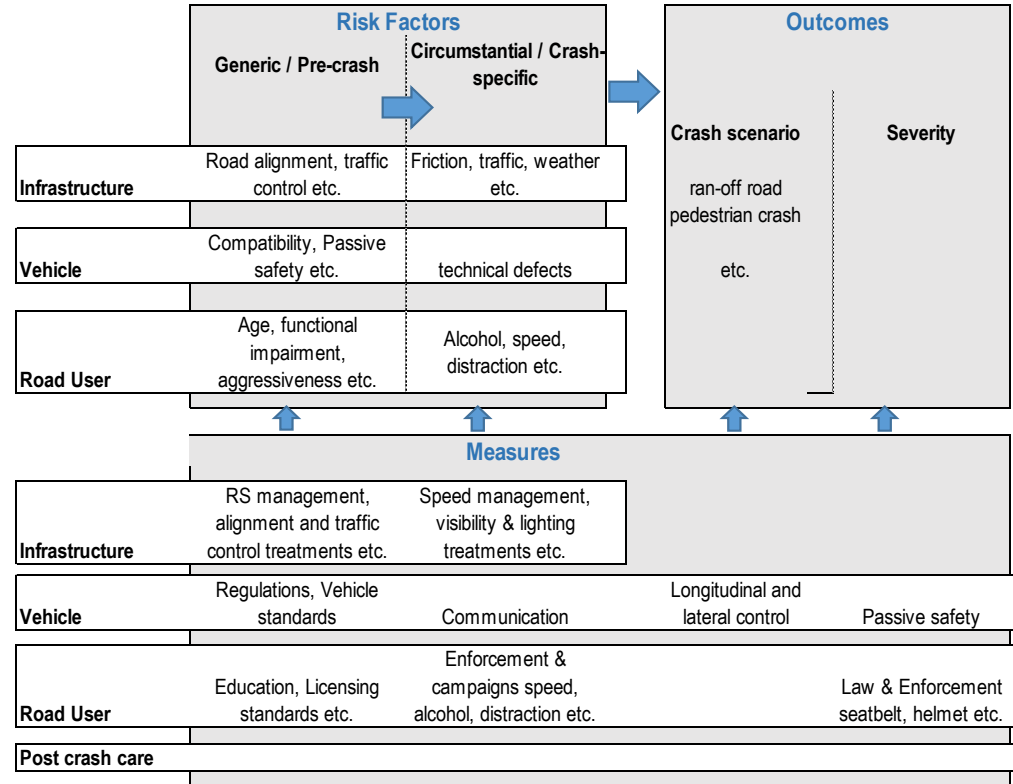 Risk Factors
Outcomes
Generic / Pre-crash
Circumstantial / Crash-
specific
Crash scenario
Severity
Infrastructure
Road alignment, traffic
control etc.
Friction, traffic, weather
etc.
ran-off road
pedestrian crash
etc.
Vehicle
Compatibility, Passive
safety etc.
technical defects
Road User
Age, functional
impairment,
aggressiveness etc.
Alcohol, speed,
distraction etc.
Measures
Infrastructure
RS management,
alignment and traffic
control treatments etc.
Speed management,
visibility & lighting
treatments etc.
Vehicle
Regulations, Vehicle
standards
Communication
Longitudinal and
lateral control
Passive safety
Road User
Education, Licensing
standards etc.
Enforcement &
campaigns speed,
alcohol, distraction etc.
Law & Enforcement
seatbelt, helmet etc.
Post crash care